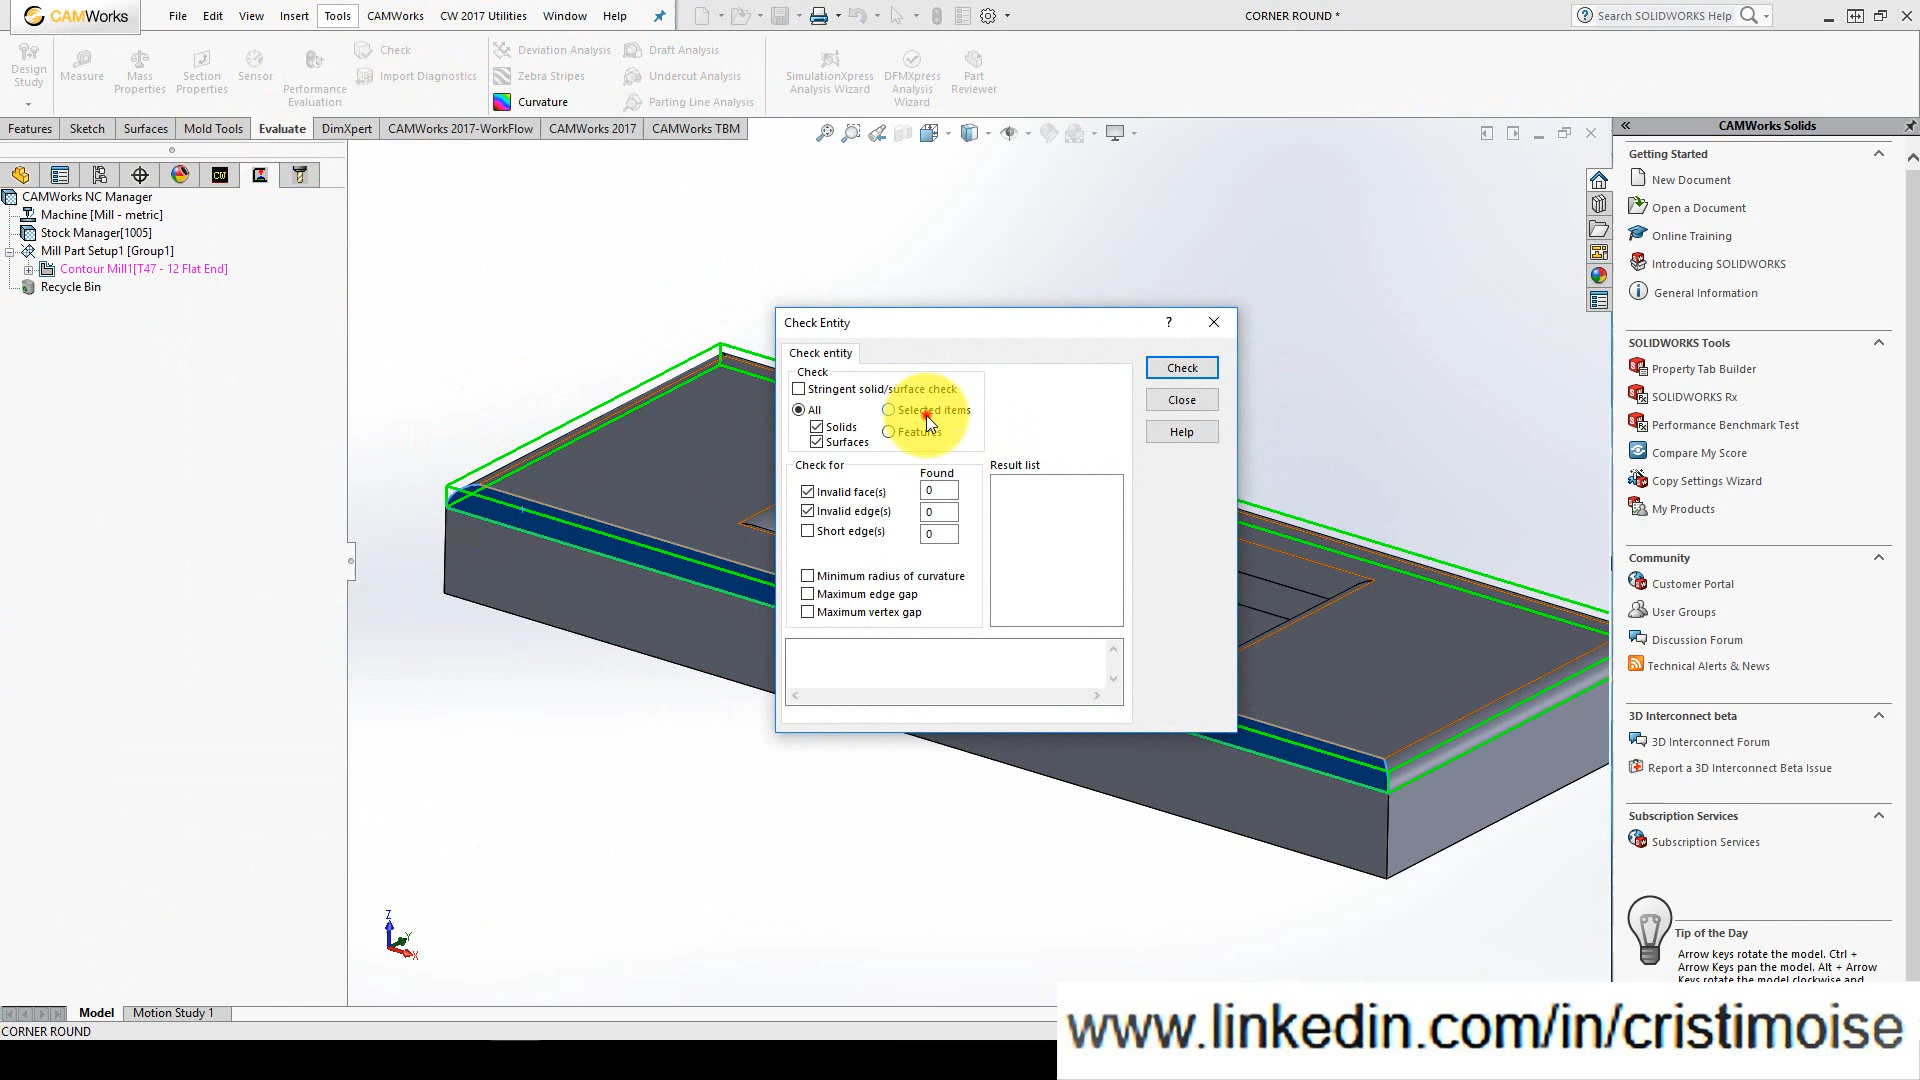 CAMWorks
File Edit View Insert Tools CAMWorks CW 2017 Utilities Window Help
CORNER ROUND *
Search SOLIDWORKS Help
Design Study
Measure
Mass Properties
Section Properties
Sensor
Performance Evaluation
Check
Import Diagnostics
Deviation Analysis
Zebra Stripes
Curvature
Draft Analysis
Undercut Analysis
Parting Line Analysis
SimulationXpress Analysis Wizard
DFMXpress Analysis Wizard
Part Reviewer
Features Sketch Surfaces Mold Tools Evaluate DimXpert CAMWorks 2017-WorkFlow CAMWorks 2017 CAMWorks TBM
CAMWorks NC Manager
Machine [Mill - metric]
Stock Manager[1005]
Mill Part Setup1 [Group1]
Contour Mill1[T47 - 12 Flat End]
Recycle Bin
Check Entity
?
Check entity
Check
Stringent solid/surface check
All
Selected items
Solids
Features
Surfaces
Check for
Found
Invalid face(s) 0
Invalid edge(s) 0
Short edge(s) 0
Minimum radius of curvature
Maximum edge gap
Maximum vertex gap
Result list
Check
Close
Help
Z
Y
X
CAMWorks Solids
Getting Started
New Document
Open a Document
Online Training
Introducing SOLIDWORKS
General Information
SOLIDWORKS Tools
Property Tab Builder
SOLIDWORKS Rx
Performance Benchmark Test
Compare My Score
Copy Settings Wizard
My Products
Community
Customer Portal
User Groups
Discussion Forum
Technical Alerts & News
3D Interconnect beta
3D Interconnect Forum
Report a 3D Interconnect Beta Issue
Subscription Services
Subscription Services
Tip of the Day
Arrow keys rotate the model. Ctrl +
Arrow Keys pan the model. Alt + Arrow
Keys rotate the model clockwise and
Model Motion Study 1
CORNER ROUND
www.linkedin.com/in/cristimoise